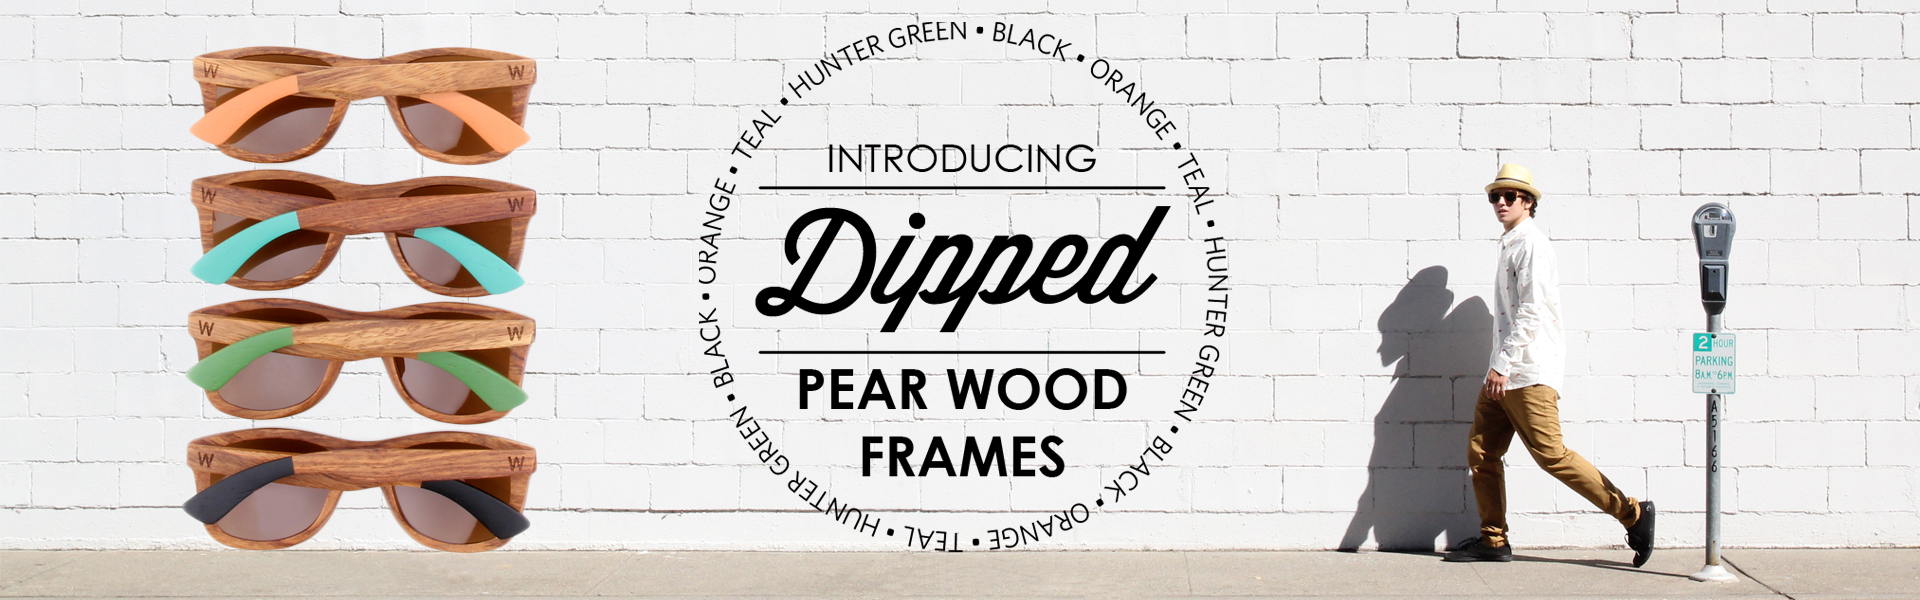 W W
W W
W W
W W
HUNTER GREEN • BLACK • ORANGE • TEAL • HUNTER GREEN • BLACK • ORANGE • TEAL • HUNTER GREEN • BLACK • ORANGE • TEAL •
INTRODUCING
Dipped
PEAR WOOD
FRAMES
2 HOUR
PARKING
8AM TO 6PM
A5166